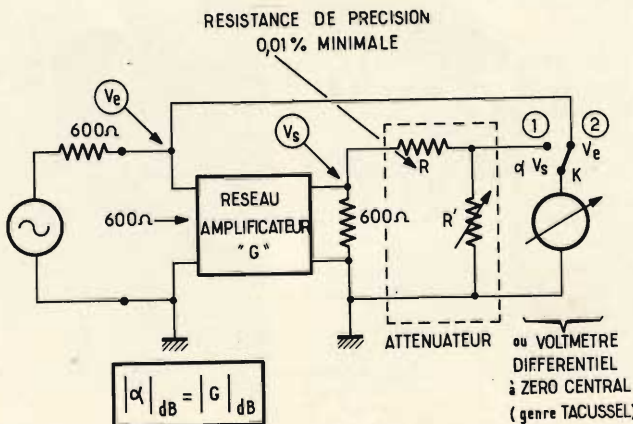 RESISTANCE DE PRECISION
0,01% MINIMALE
Ve
600Ω
Vs
①
②
Ve
α Vs
K
R
600Ω
RESEAU
AMPLIFICATEUR
"G"
600Ω
R'
ATTENUATEUR
ou VOLTMETRE
DIFFERENTIEL
à ZERO CENTRAL
(genre TACUSSEL)
|α| dB = |G| dB